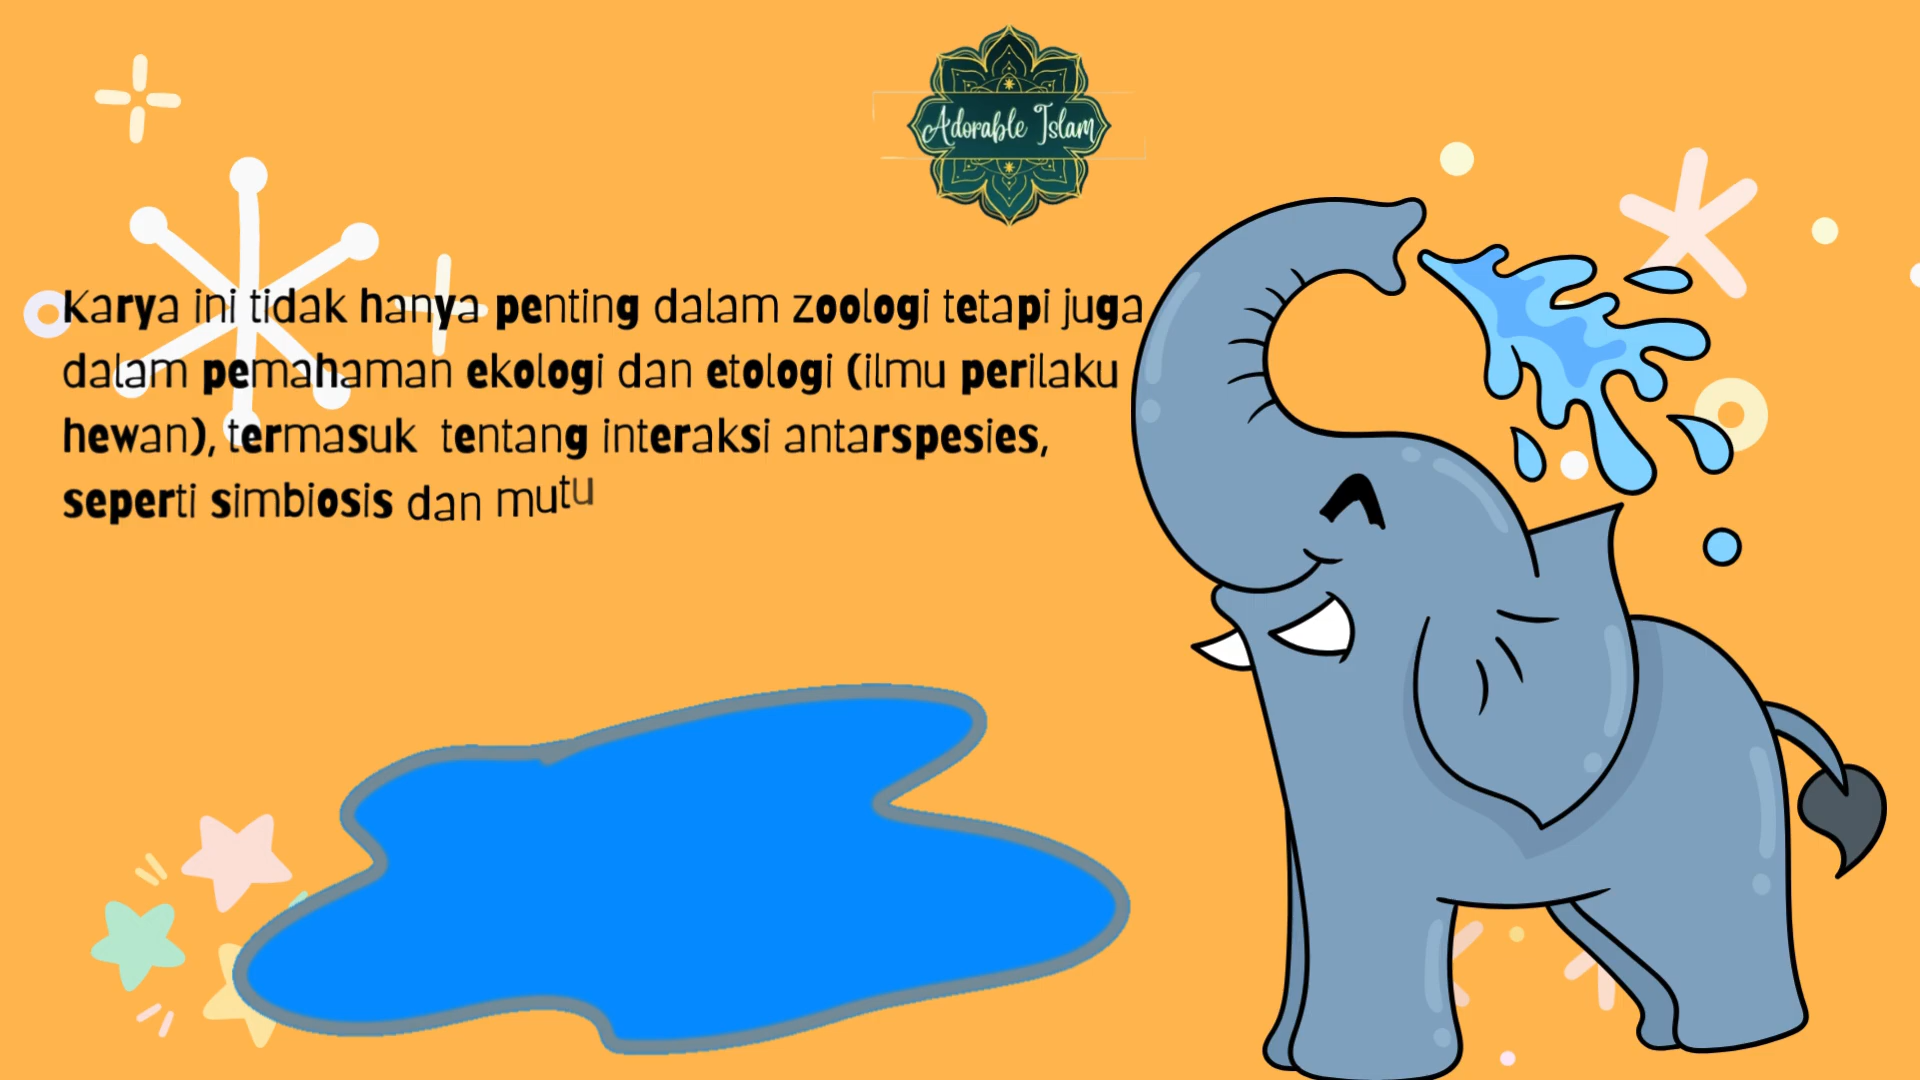 Adorable Islam
Karya ini tidak hanya penting dalam zoologi tetapi juga
dalam pemahaman ekologi dan etologi (ilmu perilaku
hewan), termasuk tentang interaksi antarspesies,
seperti simbiosis dan mutu